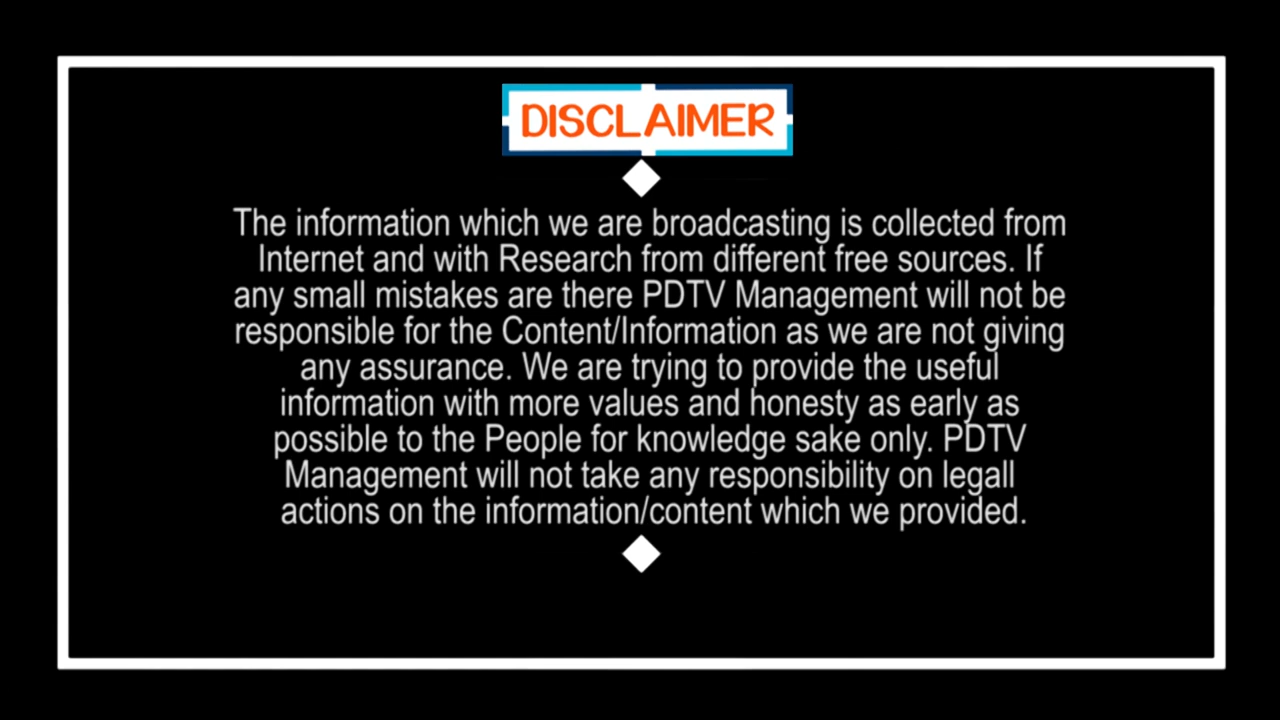 DISCLAIMER
The information which we are broadcasting is collected from
Internet and with Research from different free sources. If
any small mistakes are there PDTV Management will not be
responsible for the Content/Information as we are not giving
any assurance. We are trying to provide the useful
information with more values and honesty as early as
possible to the People for knowledge sake only. PDTV
Management will not take any responsibility on legall
actions on the information/content which we provided.